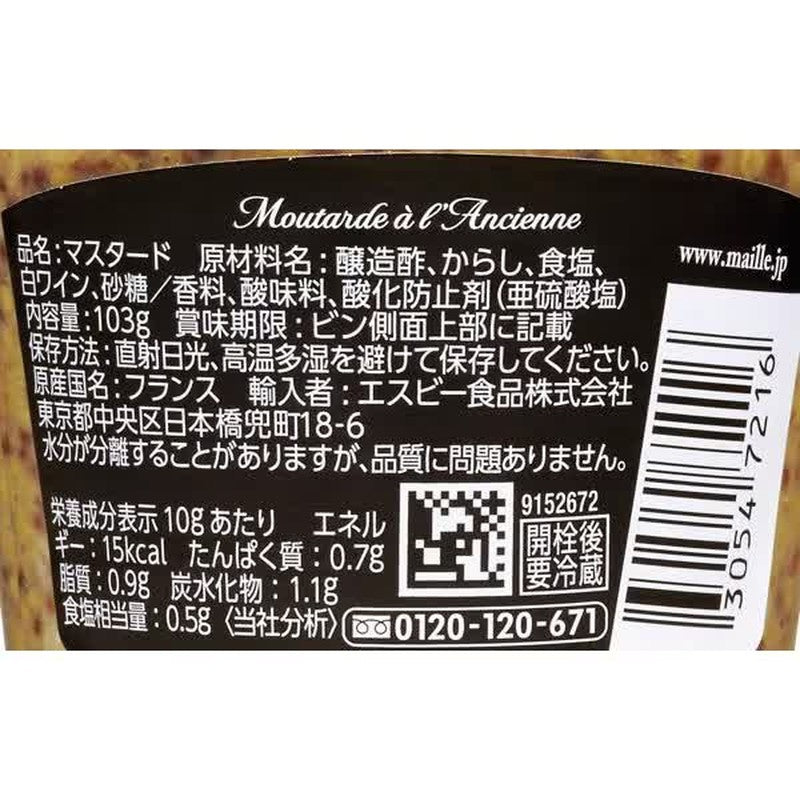 Moutarde à l'Ancienne
www.maille.jp
品名:マスタード 原材料名:醸造酢、からし、食塩、
白ワイン、砂糖/香料、酸味料、酸化防止剤(亜硫酸塩)
内容量:103g 賞味期限:ビン側面上部に記載
保存方法:直射日光、高温多湿を避けて保存してください。
原産国名:フランス 輸入者:エスビー食品株式会社
東京都中央区日本橋兜町18-6
水分が分離することがありますが、品質に問題ありません。
栄養成分表示 10gあたり エネル
ギー:15kcal たんぱく質:0.7g
脂質:0.9g 炭水化物:1.1g
食塩相当量:0.5g〈当社分析〉
9152672
開栓後
要冷蔵
0120-120-671
3054 7216